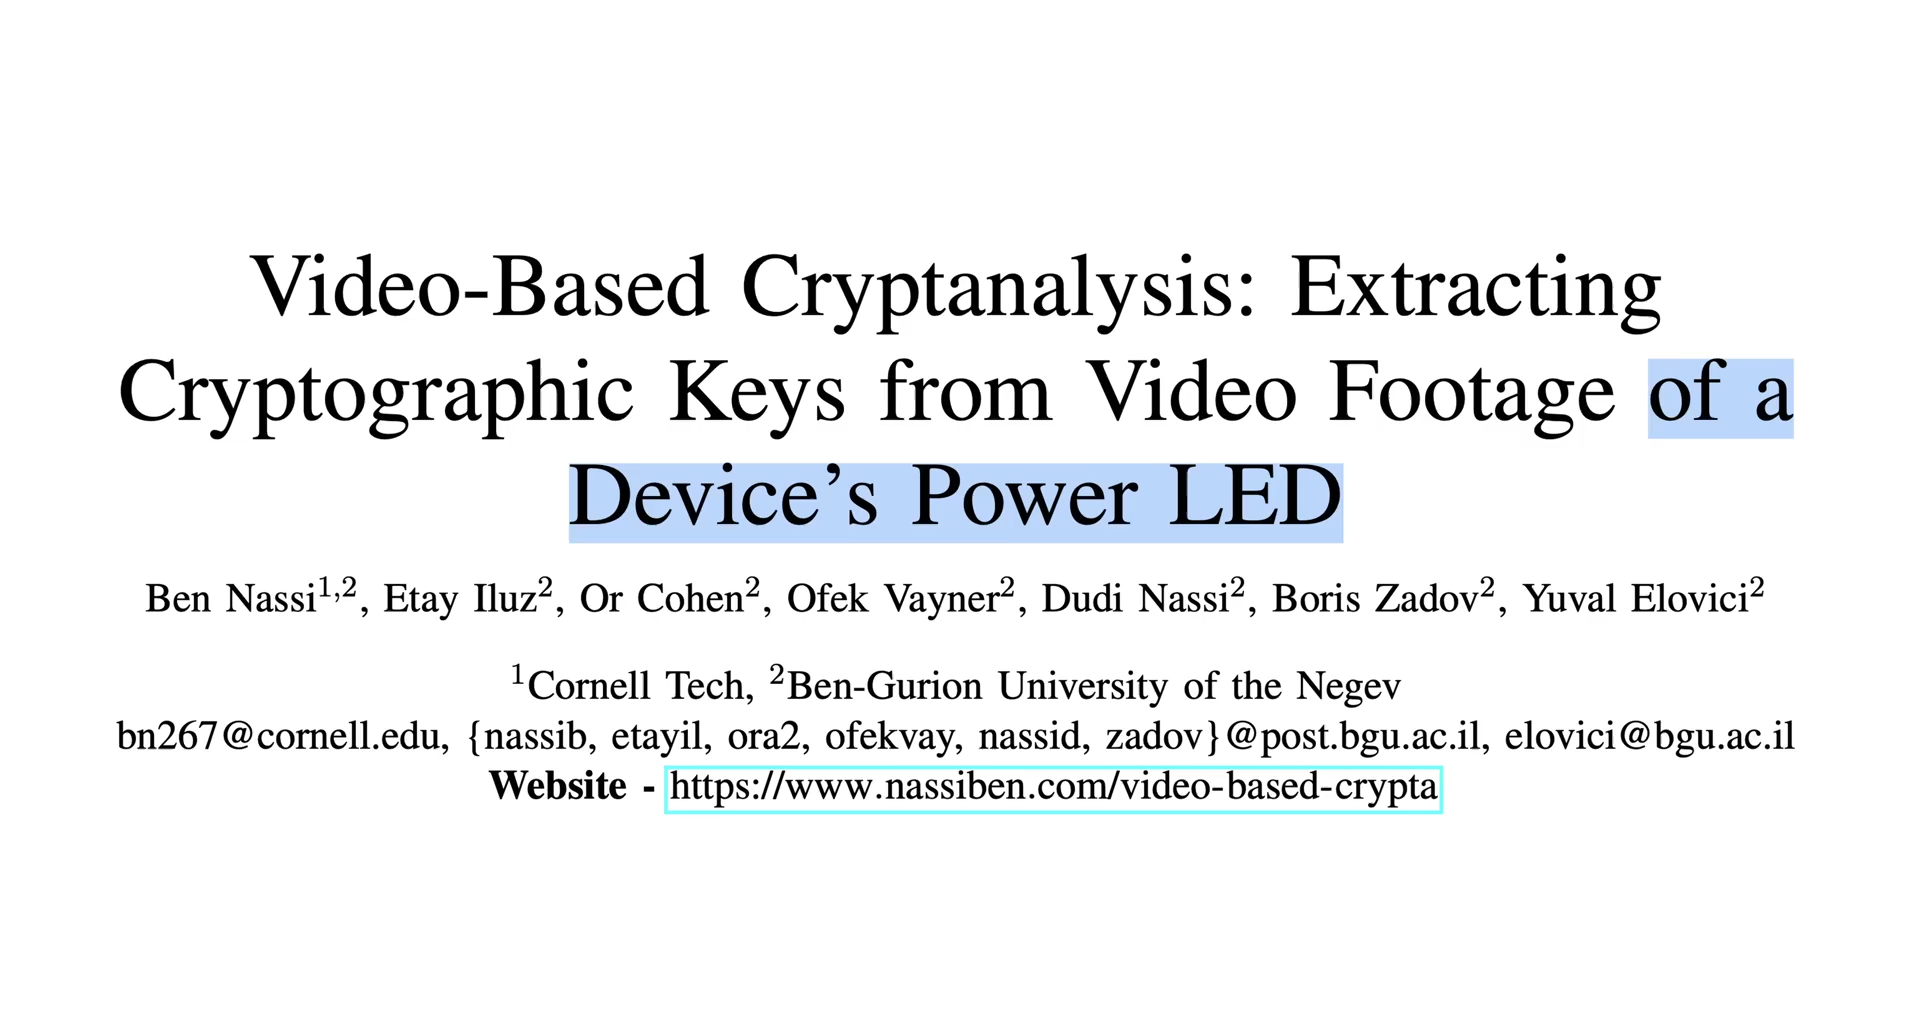 Video-Based Cryptanalysis: Extracting
Cryptographic Keys from Video Footage of a
Device’s Power LED
Ben Nassi1,2, Etay Iluz2, Or Cohen2, Ofek Vayner2, Dudi Nassi2, Boris Zadov2, Yuval Elovici2
1Cornell Tech, 2Ben-Gurion University of the Negev
bn267@cornell.edu, {nassib, etayil, ora2, ofekvay, nassid, zadov}@post.bgu.ac.il, elovici@bgu.ac.il
Website - https://www.nassiben.com/video-based-crypta